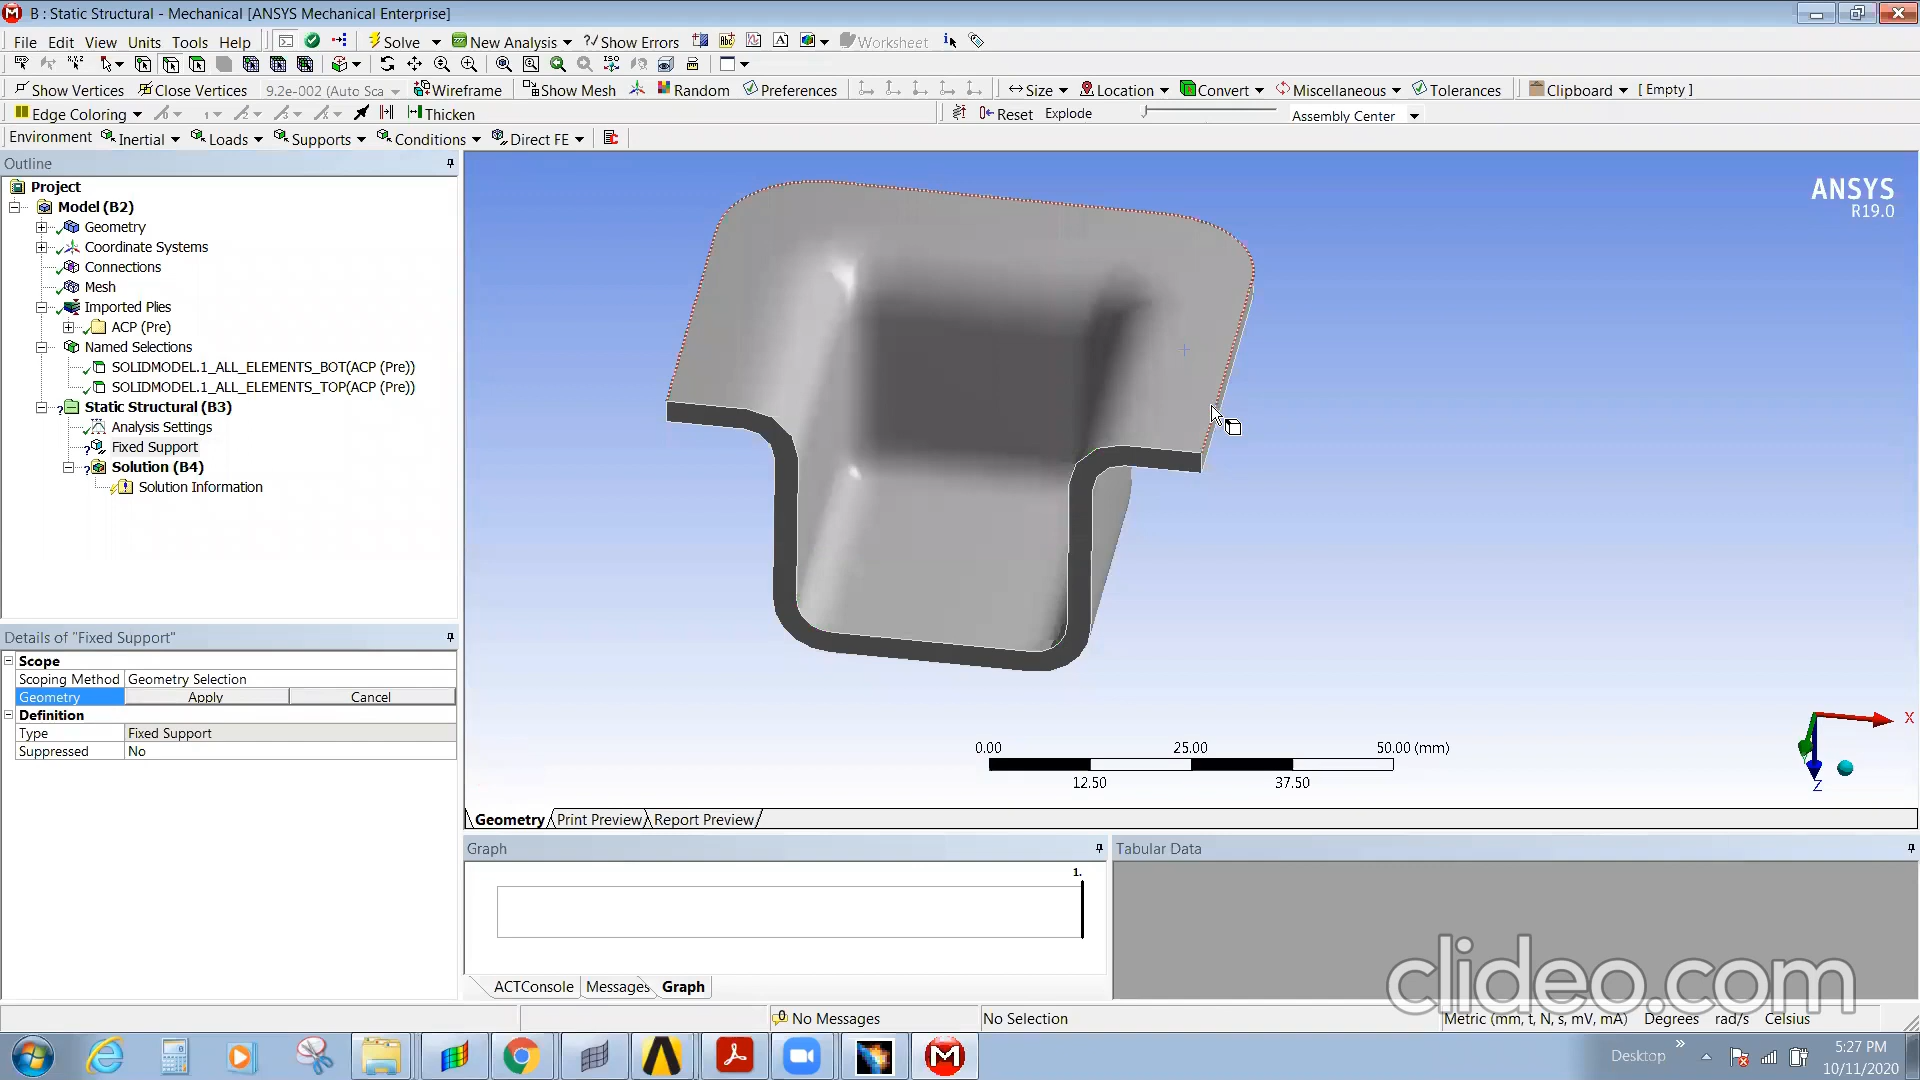 B : Static Structural - Mechanical [ANSYS Mechanical Enterprise]
File Edit View Units Tools Help Solve New Analysis Show Errors Worksheet
Show Vertices Close Vertices 9.2e-002 (Auto Sca Wireframe Show Mesh Random Preferences Size Location Convert Miscellaneous Tolerances Clipboard [ Empty ]
Edge Coloring Thicken Reset Explode Assembly Center
Environment Inertial Loads Supports Conditions Direct FE
Outline
Project
Model (B2)
Geometry
Coordinate Systems
Connections
Mesh
Imported Plies
ACP (Pre)
Named Selections
SOLIDMODEL.1_ALL_ELEMENTS_BOT(ACP (Pre))
SOLIDMODEL.1_ALL_ELEMENTS_TOP(ACP (Pre))
Static Structural (B3)
Analysis Settings
Fixed Support
Solution (B4)
Solution Information
Details of "Fixed Support"
Scope
Scoping Method Geometry Selection
Geometry Apply Cancel
Definition
Type Fixed Support
Suppressed No
ANSYS
R19.0
X
Z
0.00 25.00 50.00 (mm)
12.50 37.50
Geometry Print Preview Report Preview
Graph
1.
Tabular Data
ACTConsole Messages Graph
clideo.com
0 No Messages No Selection Metric (mm, t, N, s, mV, mA) Degrees rad/s Celsius
Desktop
5:27 PM
10/11/2020